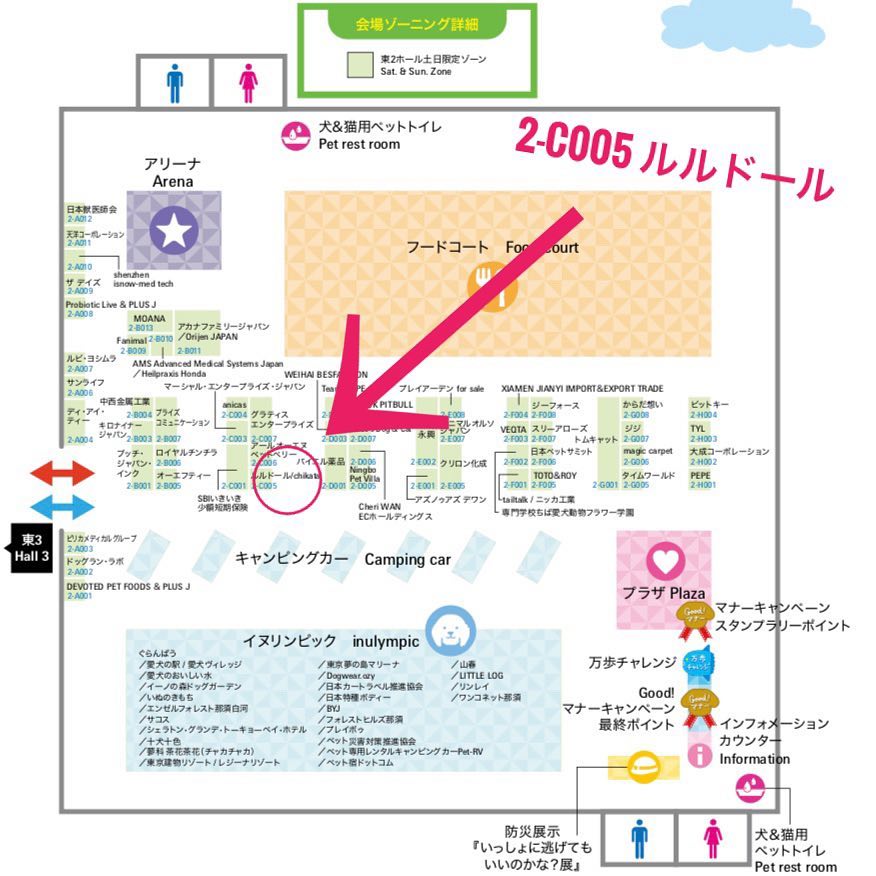 会場ゾーニング詳細
東2ホール土日限定ゾーン
Sat. & Sun. Zone
犬&猫用ペットトイレ
Pet rest room
2-C005 ルルドール
アリーナ
Arena
フードコート Food Court
日本獣医師会
2-A012
天洋コーポレーション
2-A011
2-A010
shenzhen
isnow-med tech
ザ デイズ
2-A009
Probiotic Live & PLUS J
2-A008
MOANA
2-B013
アカナファミリージャパン
/Orijen JAPAN
2-B011
Fanimal
2-B009
2-B010
AMS Advanced Medical Systems Japan
/Heilpraxis Honda
ルビ・ヨシムラ
2-A007
サンライフ
2-A006
ディ・アイ・
ティー
2-A004
マーシャル・エンタープライズ・ジャパン
WEIHAI BESFA
プレイアーデン for sale
XIAMEN JIANYI IMPORT&EXPORT TRADE
中西金属工業
2-B004
プライズ
コミュニケーション
2-B007
キロナイナー
ジャパン
2-B003
anicas
2-C004
グラティス
エンタープライズ
2-C003
2-C007
K PITBULL
2-E008
ジャパン
2-E007
永興
2-F004
ジーフォース
2-F008
VEQTA
2-F003
スリーアローズ
2-F007
からだ想い
2-G008
ジジ
2-G007
トムキャット
ビットキー
2-H004
TYL
2-H003
プッチ・
ジャパン・
インク
2-B001
ロイヤルチンチラ
2-B006
オーエフティー
2-B005
アール・オーエヌ
ペットベリー
2-C006
ルルドール/chikata
2-C005
2-C001
SBIいきいき
少額短期保険
2-D003
2-D007
バイエル薬品
2-D001
2-D006
Ningbo
Pet Villa
2-D005
Cheri WAN
ECホールディングス
2-E002
クリロン化成
2-E001
2-E005
アズノゥアズ デワン
日本ペットサミット
2-F002
2-F006
TOTO&ROY
2-F001
2-F005
tailtalk / ニッカ工業
専門学校ちば愛犬動物フラワー学園
magic carpet
2-G006
タイムワールド
2-G001
2-G005
大成コーポレーション
2-H002
PEPE
2-H001
東3
Hall 3
ピリカメディカルグループ
2-A003
ドッグラン・ラボ
2-A002
DEVOTED PET FOODS & PLUS J
2-A001
キャンピングカー Camping car
プラザ Plaza
イヌリンピック inulympic
ぐらんぱう
/愛犬の駅/愛犬ヴィレッジ
/愛犬のおいしい水
/イーノの森ドッグガーデン
/いぬのきもち
/エンゼルフォレスト那須白河
/サコス
/シェラトン・グランデ・トーキョーベイ・ホテル
/十犬十色
/蓼科 茶花茶花(チャカチャカ)
/東京建物リゾート/レジーナリゾート
/東京夢の島マリーナ
/Dogwear.ozy
/日本カートラベル推進協会
/日本特種ボディー
/BYJ
/フォレストヒルズ那須
/プレイボゥ
/ペット災害対策推進協会
/ペット専用レンタルキャンピングカーPet-RV
/ペット宿ドットコム
/山春
/LITTLE LOG
/リンレイ
/ワンコネット那須
Good!
マナー
マナーキャンペーン
スタンプラリーポイント
万歩チャレンジ
万歩
チャレンジ
Good!
マナーキャンペーン
最終ポイント
Good!
マナー
インフォメーション
カウンター
Information
防災展示
『いっしょに逃げても
いいのかな?展』
犬&猫用
ペットトイレ
Pet rest room